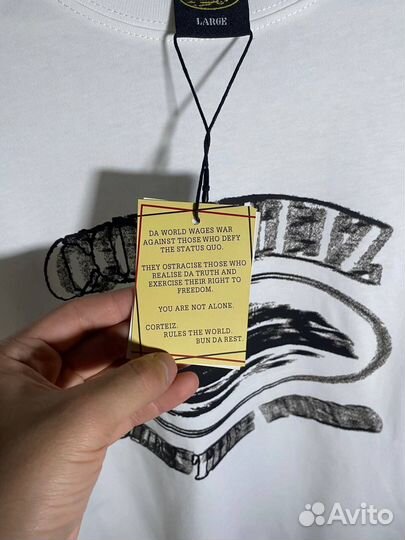 LARGE
DA WORLD WAGES WAR
AGAINST THOSE WHO DEFY
THE STATUS QUO.
THEY OSTRACISE THOSE WHO
REALISE DA TRUTH AND
EXERCISE THEIR RIGHT TO
FREEDOM.
YOU ARE NOT ALONE.
CORTEIZ.
RULES THE WORLD.
BUN DA REST.
Avito